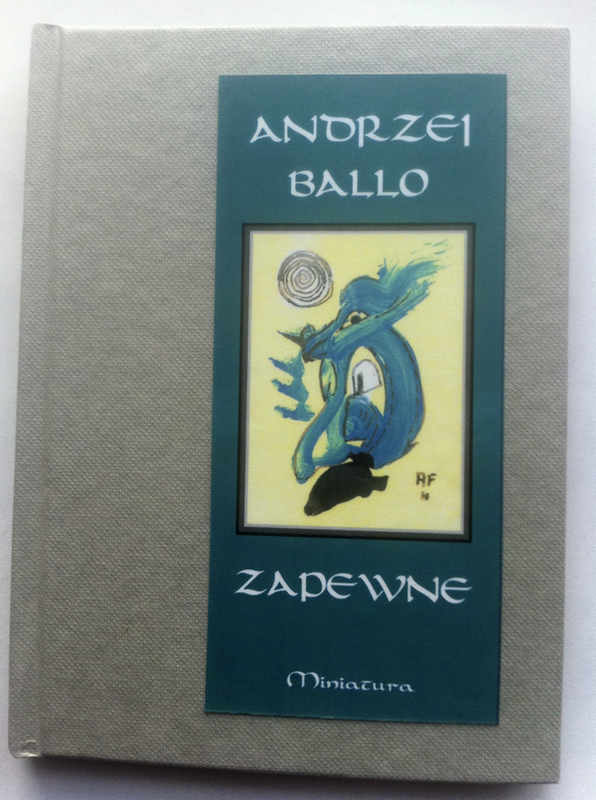 ANDRZEJ
BALLO
AF
ZAPEWNE
Miniatura